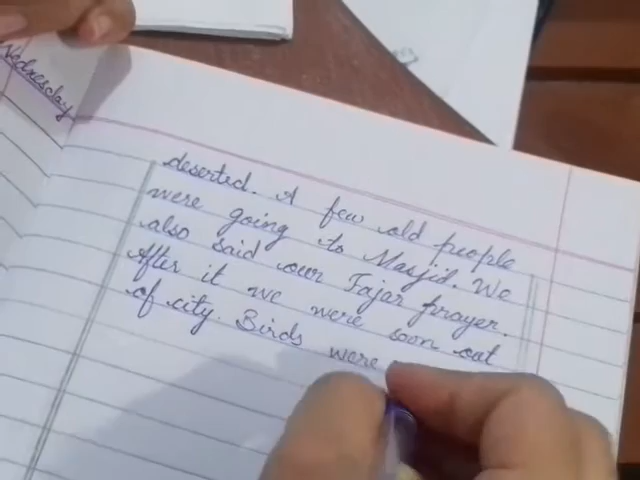 Wednesday
deserted. A few old people
were going to Masjid. We
also said our Fajar prayer.
After it we were soon out
of city. Birds were